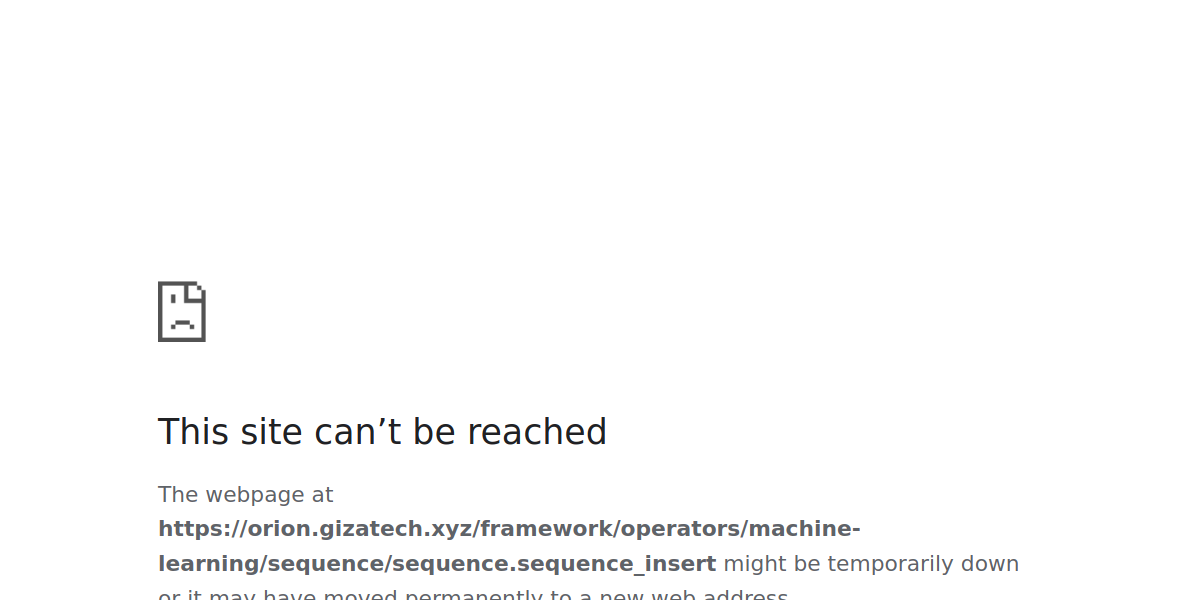 This site can’t be reached
The webpage at
https://orion.gizatech.xyz/framework/operators/machine-
learning/sequence/sequence.sequence_insert might be temporarily down
or it may have moved permanently to a new web address.